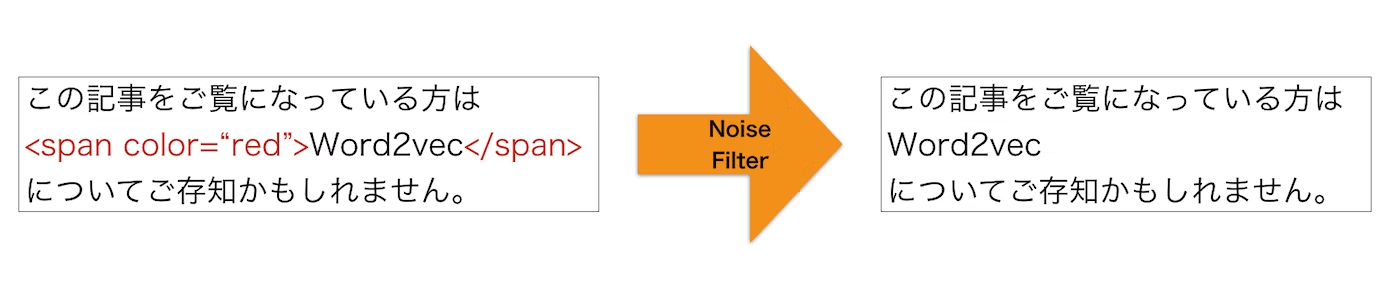 この記事をご覧になっている方は
<span color=“red”>Word2vec</span>
についてご存知かもしれません。
Noise
Filter
この記事をご覧になっている方は
Word2vec
についてご存知かもしれません。